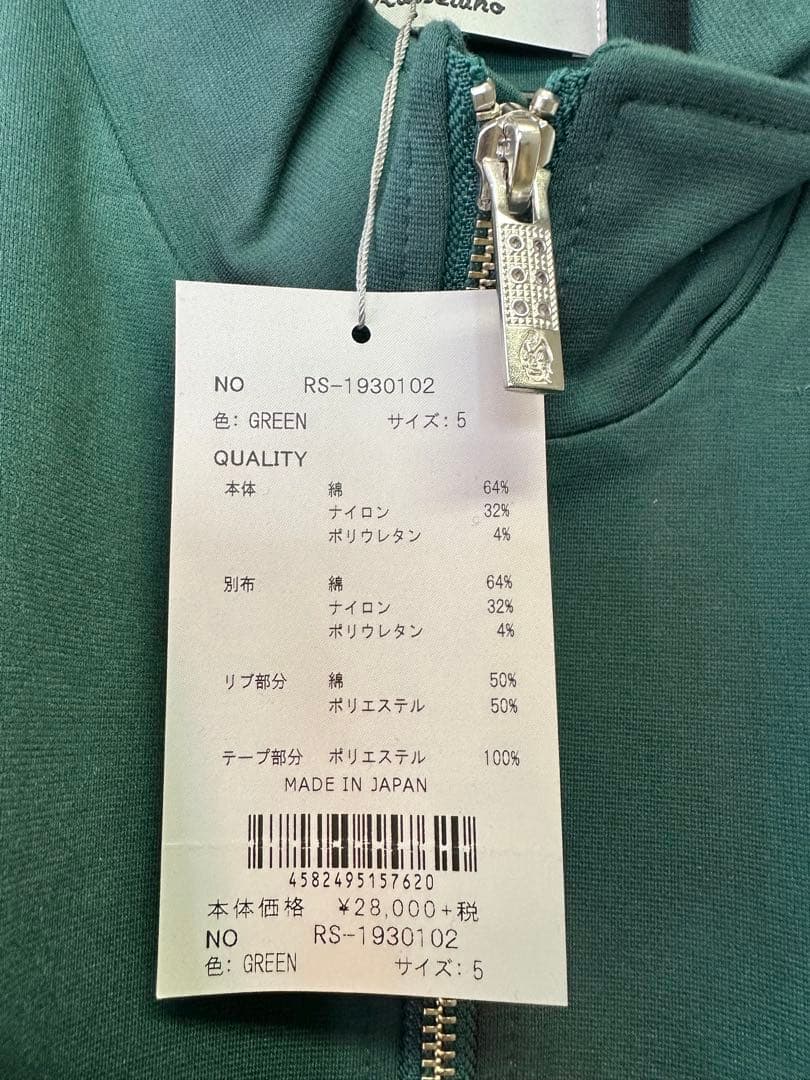 NO RS-1930102
色: GREEN サイズ: 5
QUALITY
本体 綿 64%
ナイロン 32%
ポリウレタン 4%
別布 綿 64%
ナイロン 32%
ポリウレタン 4%
リブ部分 綿 50%
ポリエステル 50%
テープ部分 ポリエステル 100%
MADE IN JAPAN
4582495157620
本体価格 ¥28,000+税
NO RS-1930102
色: GREEN サイズ: 5